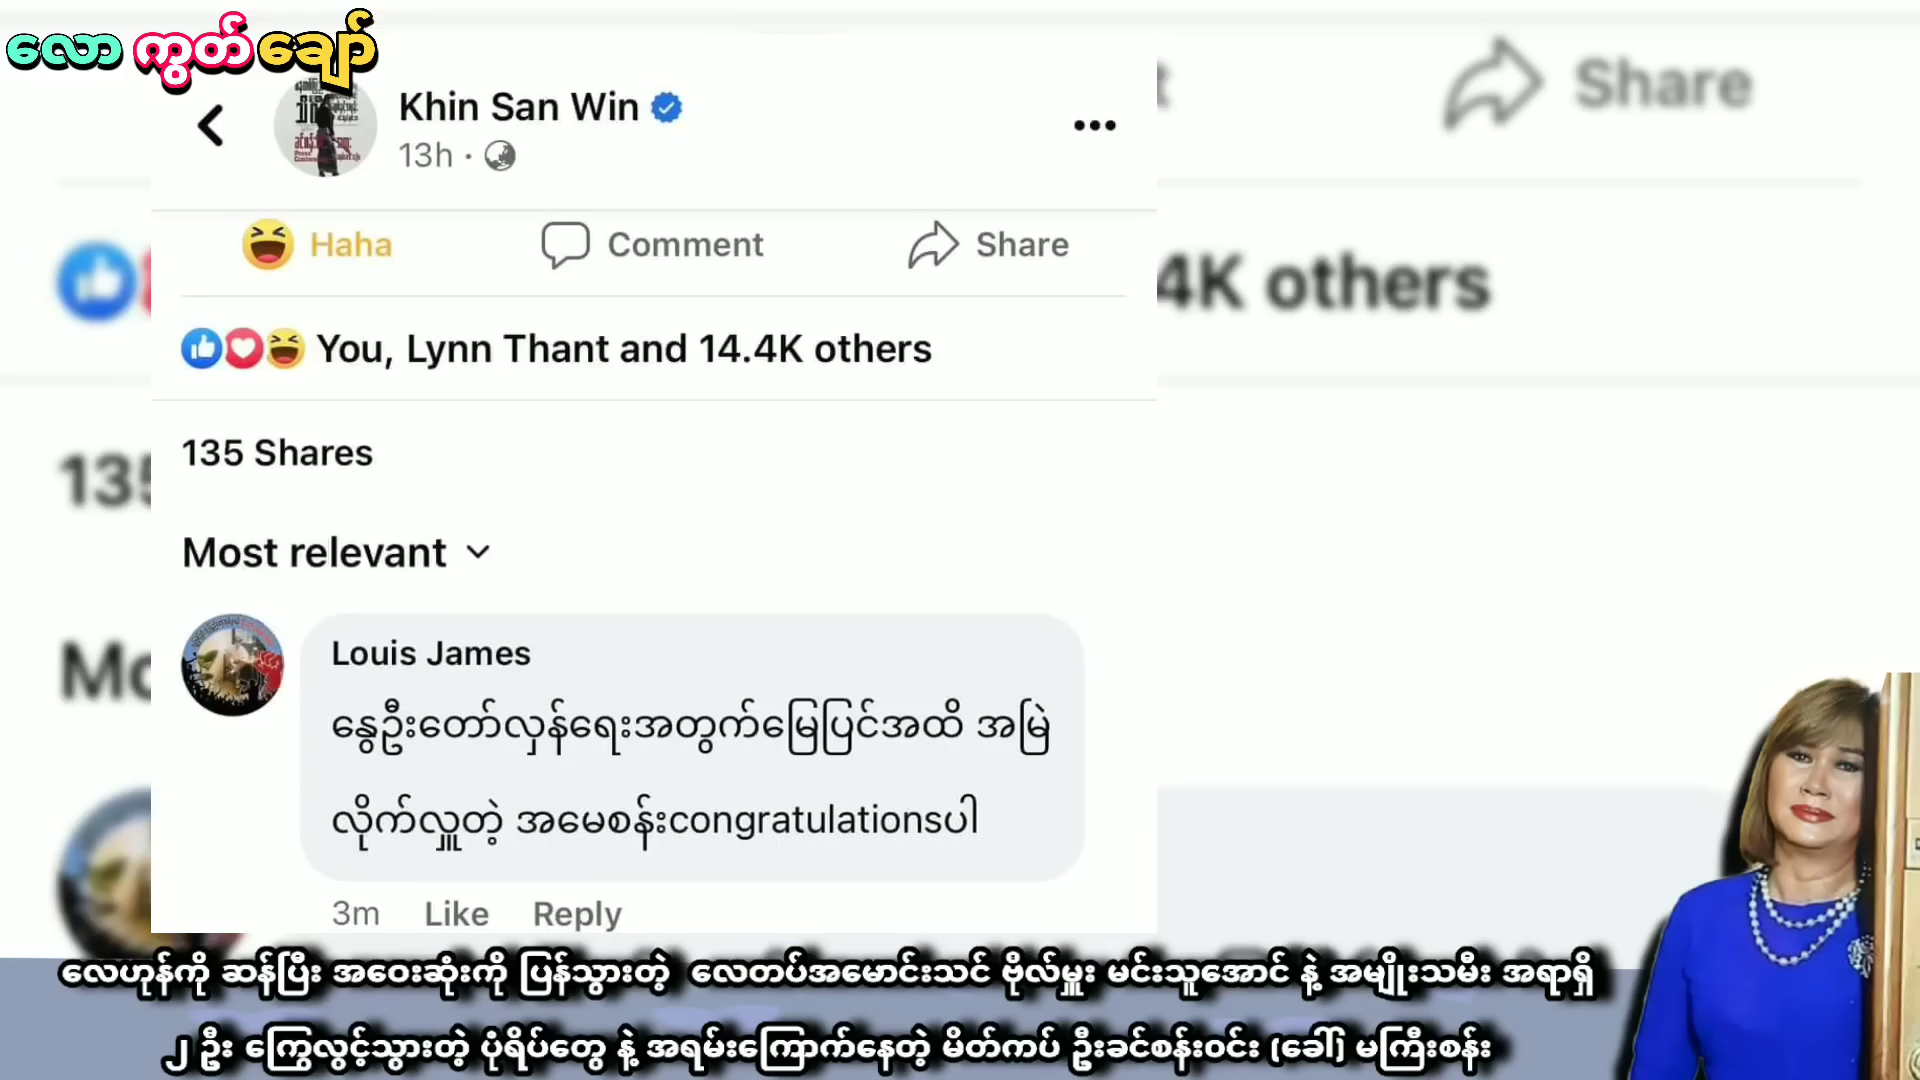 လော ကွတ် ချော်
Khin San Win
13h
Share
Haha
Comment
Share
4K others
You, Lynn Thant and 14.4K others
135 Shares
135
Most relevant
Mo
Louis James
နွေဦးတော်လှန်ရေးအတွက်မြေပြင်အထိ အမြဲ
လိုက်လှူတဲ့ အမေစန်းcongratulationsပါ
3m Like Reply
လေဟုန်ကို ဆန်ပြီး အဝေးဆုံးကို ပြန်သွားတဲ့ လေတပ်အမောင်းသင် ဗိုလ်မှူး မင်းသူအောင် နဲ့ အမျိုးသမီး အရာရှိ
၂ ဦး ကြွေလွင့်သွားတဲ့ ပုံရိပ်တွေ နဲ့ အရမ်းကြောက်နေတဲ့ မိတ်ကပ် ဦးခင်စန်းဝင်း (ခေါ်) မကြီးစန်း